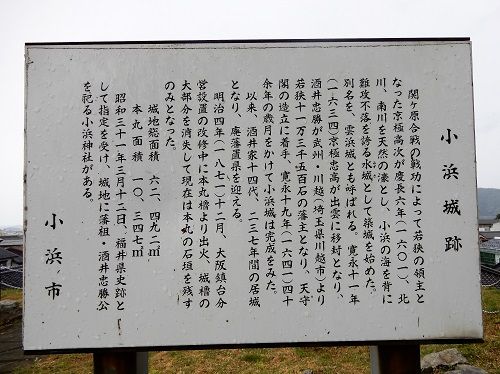 小浜城跡
関ヶ原合戦の戦功によって若狭の領主と
なった京極高次が慶長六年(一六〇一)、北
川、南川を天然の濠とし、小浜の海を背に
難攻不落を誇る水城として築城を始めた。
別名を、雲浜城とも呼ばれる。寛永十一年
(一六三四)京極忠高が出雲に移封となり、
酒井忠勝が武州・川越(埼玉県川越市)より
若狭十一万三千五百石の藩主となり、天守
閣の造立に着手、寛永十九年(一六四一)四十
余年の歳月をかけて小浜城は完成をみた。
以来、酒井家十四代、二三七年間の居城
となり、廃藩置県を迎える。
明治四年(一八七一)十二月、大阪鎮台分
営設置の改修中に本丸櫓より出火、城櫓の
大部分を消失して現在は本丸の石垣を残す
のみとなった。
城地総面積 六二、四九二㎡
本丸面積 一〇、三四七㎡
昭和三十一年三月十二日、福井県史跡と
して指定を受け、城地に藩祖・酒井忠勝公
を祀る小浜神社がある。
小浜市